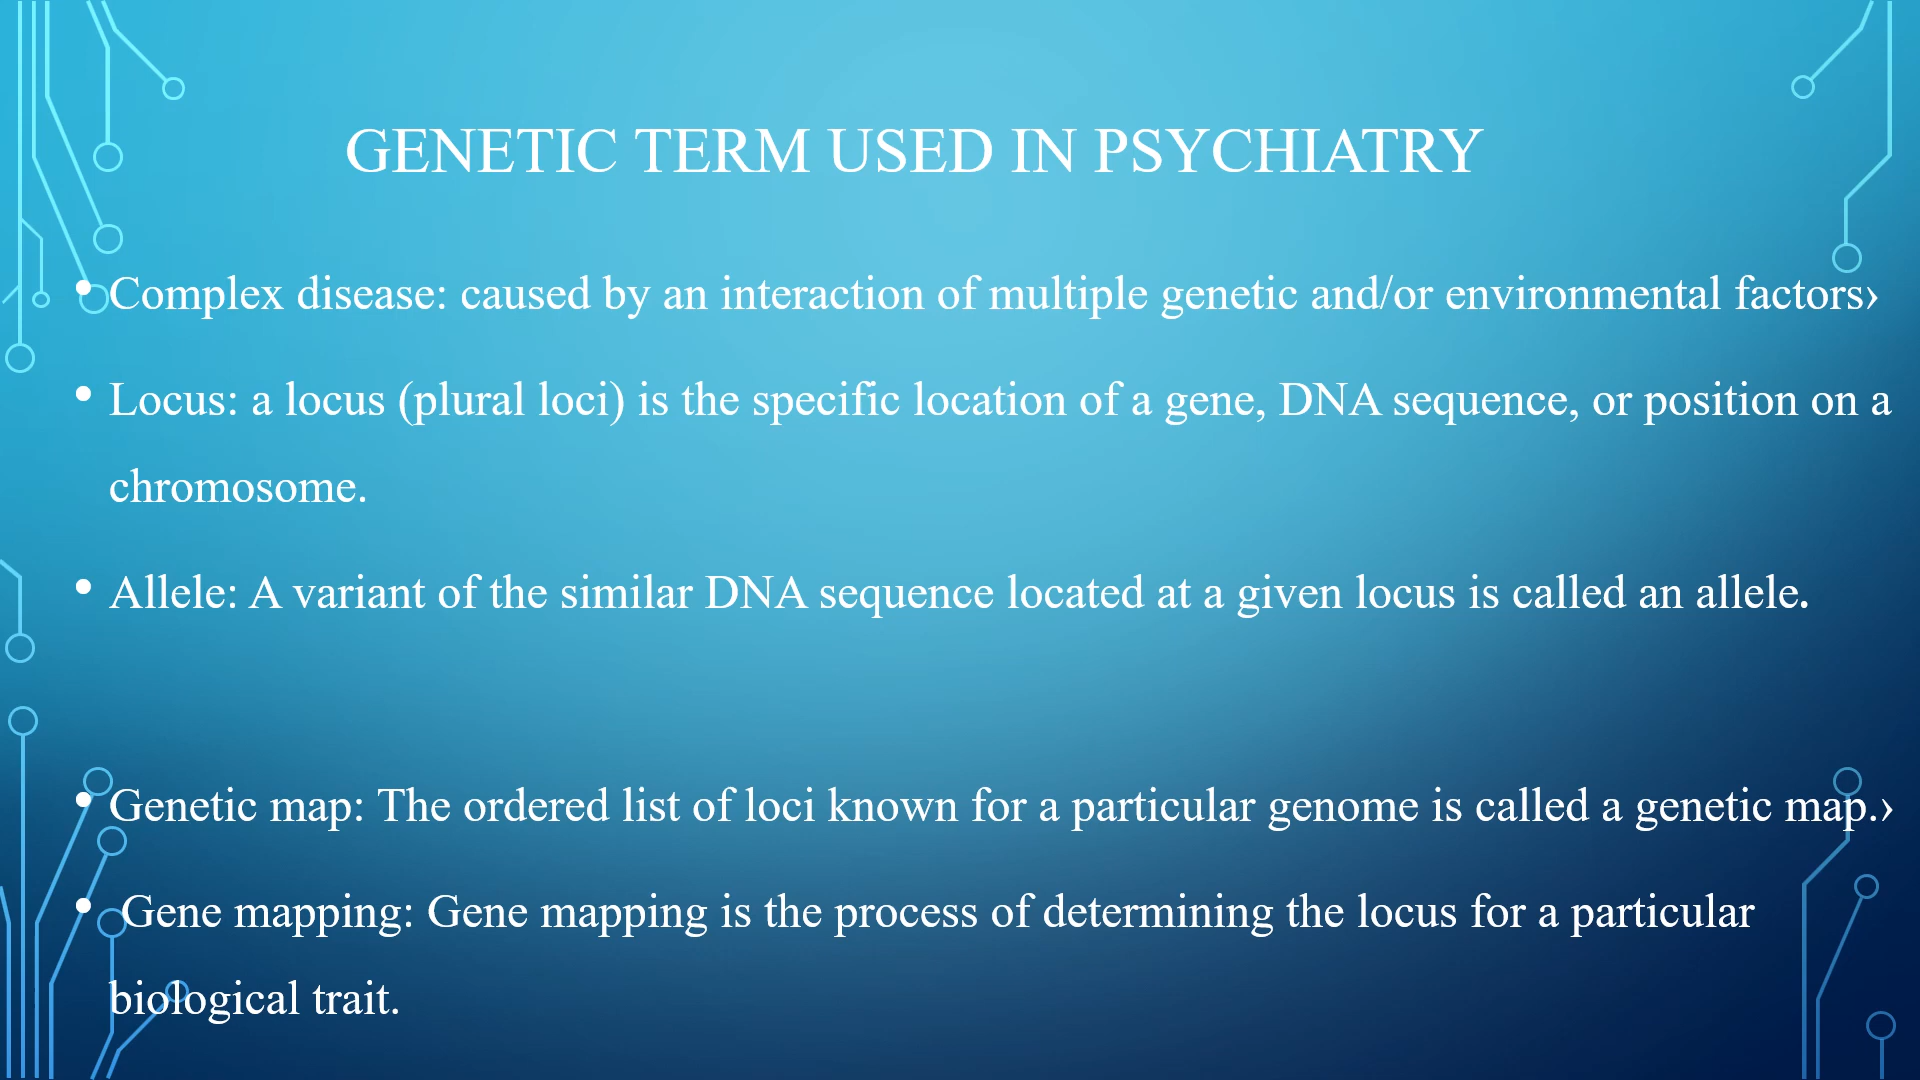 GENETIC TERM USED IN PSYCHIATRY
• Complex disease: caused by an interaction of multiple genetic and/or environmental factors›
• Locus: a locus (plural loci) is the specific location of a gene, DNA sequence, or position on a
chromosome.
• Allele: A variant of the similar DNA sequence located at a given locus is called an allele.
• Genetic map: The ordered list of loci known for a particular genome is called a genetic map.›
• Gene mapping: Gene mapping is the process of determining the locus for a particular
biological trait.